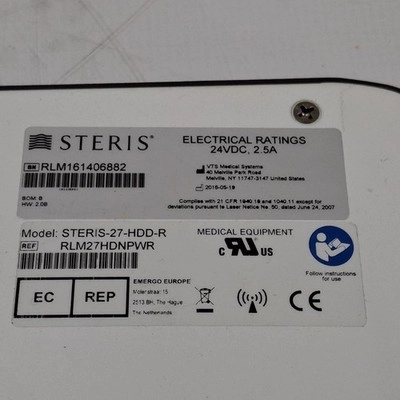 STERIS®
ELECTRICAL RATINGS
24VDC, 2.5A
SN RLM161406882
BOM: B
HW: 2.0B
VTS Medical Systems
40 Melville Park Road
Melville, NY 11747-3147 United States
2016-05-19
Complies with 21 CFR 1040.10 and 1040.11 except for
deviations pursuant to Laser Notice No. 50, dated June 24, 2007
Model: STERIS-27-HDD-R
REF RLM27HDNPWR
MEDICAL EQUIPMENT
C UL US
Follow instructions
for use
EC REP
EMERGO EUROPE
Molenstraat 15
2513 BH, The Hague
The Netherlands